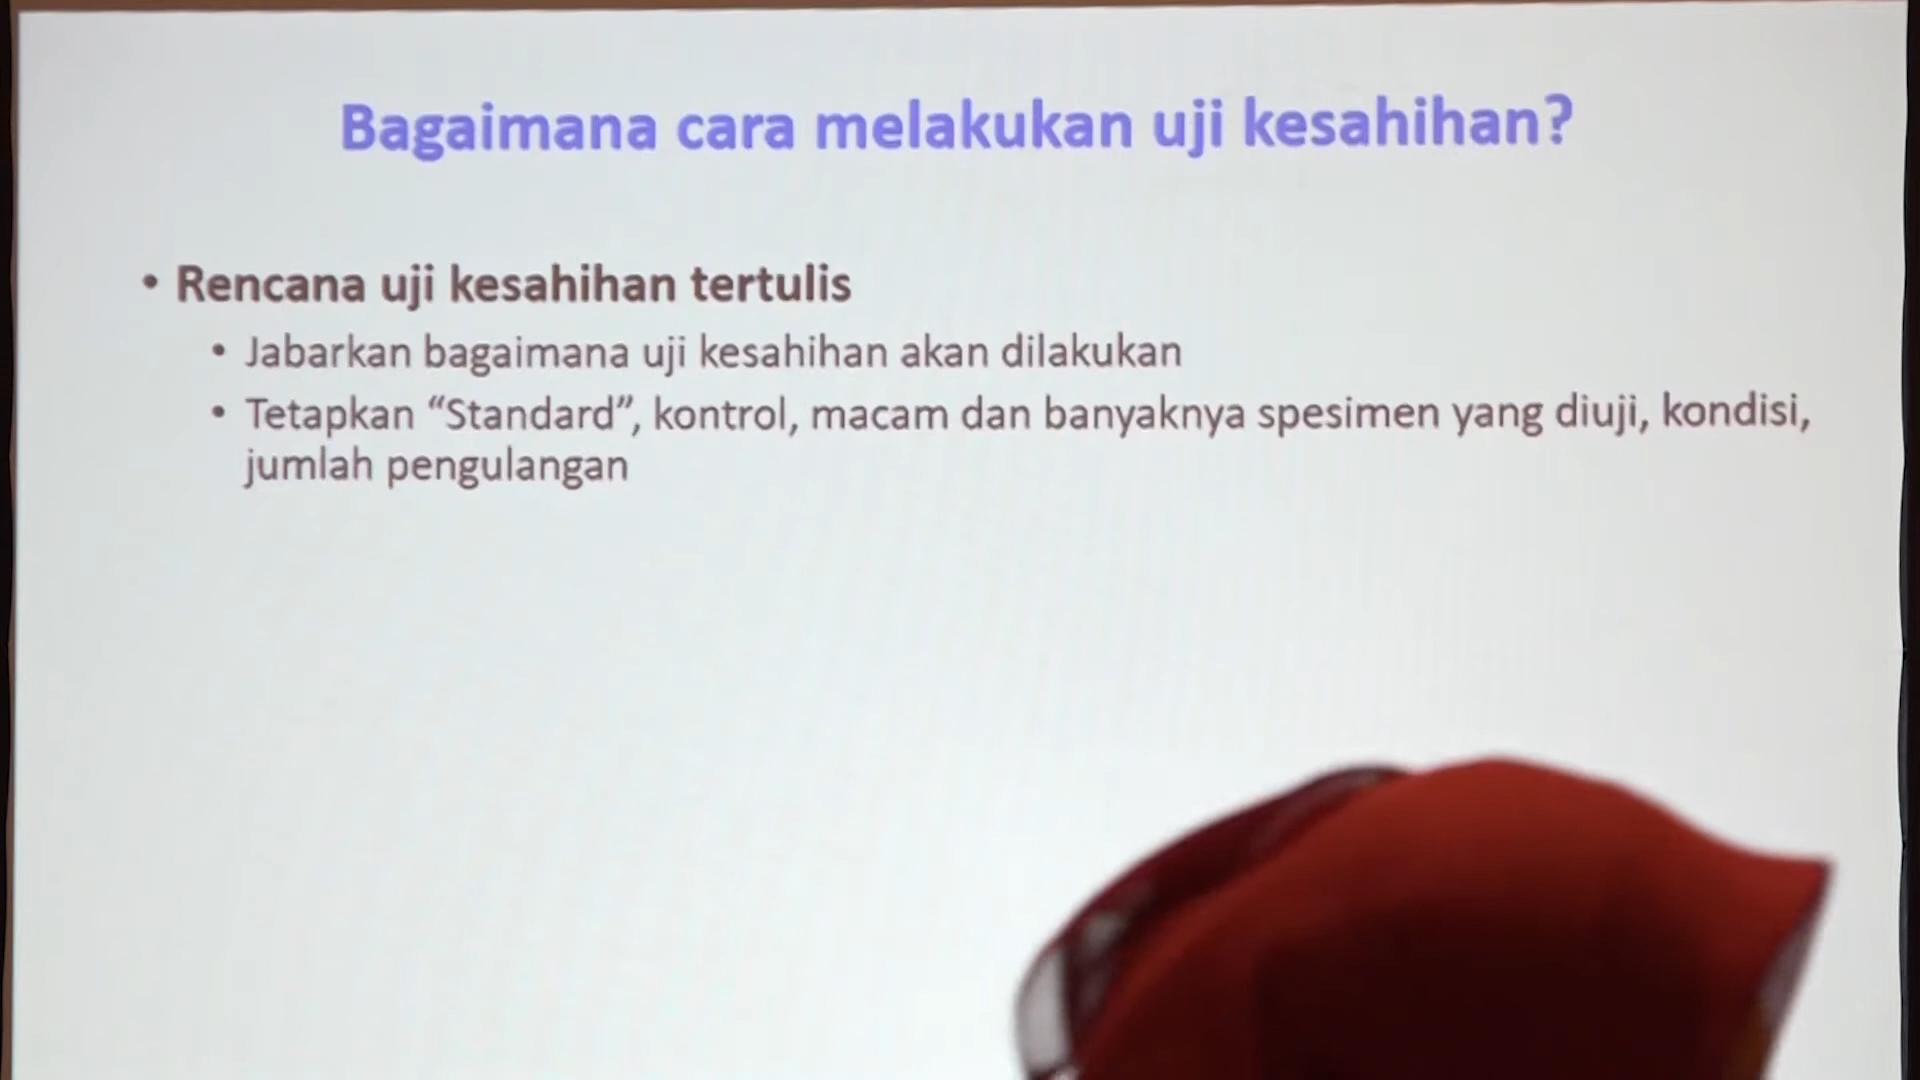 Bagaimana cara melakukan uji kesahihan?
• Rencana uji kesahihan tertulis
• Jabarkan bagaimana uji kesahihan akan dilakukan
• Tetapkan “Standard”, kontrol, macam dan banyaknya spesimen yang diuji, kondisi,
jumlah pengulangan